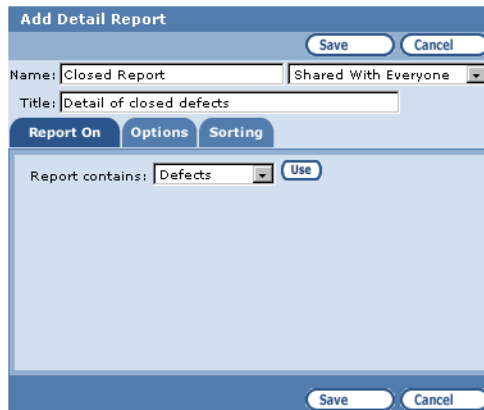 Add Detail Report
Save Cancel
Name: Closed Report Shared With Everyone
Title: Detail of closed defects
Report On Options Sorting
Report contains: Defects Use
Save Cancel